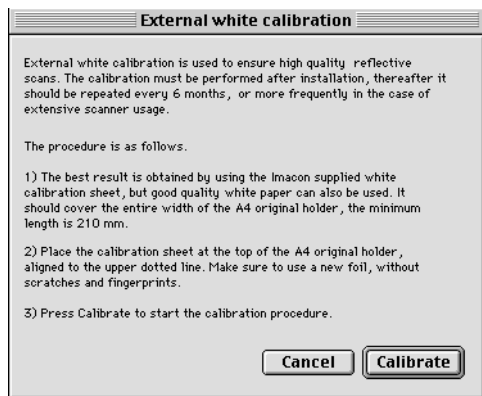 External white calibration
External white calibration is used to ensure high quality reflective
scans. The calibration must be performed after installation, thereafter it
should be repeated every 6 months, or more frequently in the case of
extensive scanner usage.
The procedure is as follows.
1) The best result is obtained by using the Imacon supplied white
calibration sheet, but good quality white paper can also be used. It
should cover the entire width of the A4 original holder, the minimum
length is 210 mm.
2) Place the calibration sheet at the top of the A4 original holder,
aligned to the upper dotted line. Make sure to use a new foil, without
scratches and fingerprints.
3) Press Calibrate to start the calibration procedure.
Cancel Calibrate